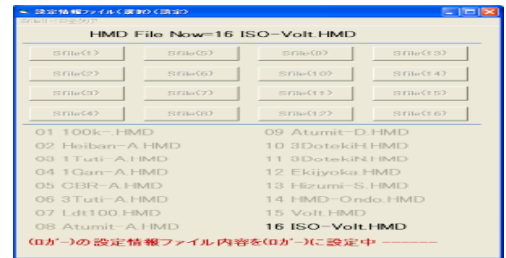 設定情報ファイル(選択)(設定)
HMD File Now=16 ISO-Volt.HMD
Sfile(1) Sfile(5) Sfile(9) Sfile(13)
Sfile(2) Sfile(6) Sfile(10) Sfile(14)
Sfile(3) Sfile(7) Sfile(11) Sfile(15)
Sfile(4) Sfile(8) Sfile(12) Sfile(16)
01 100k-.HMD
02 Heiban-A.HMD
03 1Tuti-A.HMD
04 1Gan-A.HMD
05 CBR-A.HMD
06 3Tuti-A.HMD
07 Ldt100.HMD
08 Atumit-A.HMD
09 Atumit-D.HMD
10 3DotekiH.HMD
11 3DotekiN.HMD
12 Ekijyoka.HMD
13 Hizumi-S.HMD
14 HMD-Ondo.HMD
15 Volt.HMD
16 ISO-Volt.HMD
(ロガー)の設定情報ファイル内容を(ロガー)に設定中 ------